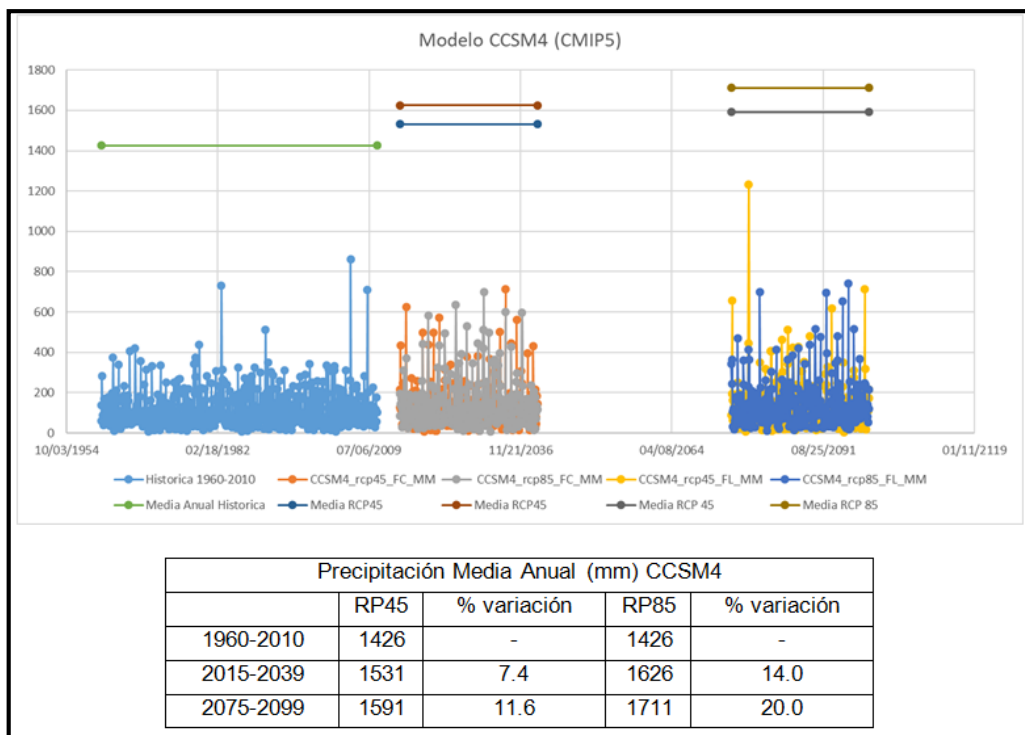 Modelo CCSM4 (CMIP5)
1800
1600
1400
1200
1000
800
600
400
200
0
10/03/1954 02/18/1982 07/06/2009 11/21/2036 04/08/2064 08/25/2091 01/11/2119
Historica 1960-2010 CCSM4_rcp45_FC_MM CCSM4_rcp85_FC_MM CCSM4_rcp45_FL_MM CCSM4_rcp85_FL_MM
Media Anual Historica Media RCP45 Media RCP45 Media RCP 45 Media RCP 85
Precipitación Media Anual (mm) CCSM4
RP45 % variación RP85 % variación
1960-2010 1426 - 1426 -
2015-2039 1531 7.4 1626 14.0
2075-2099 1591 11.6 1711 20.0